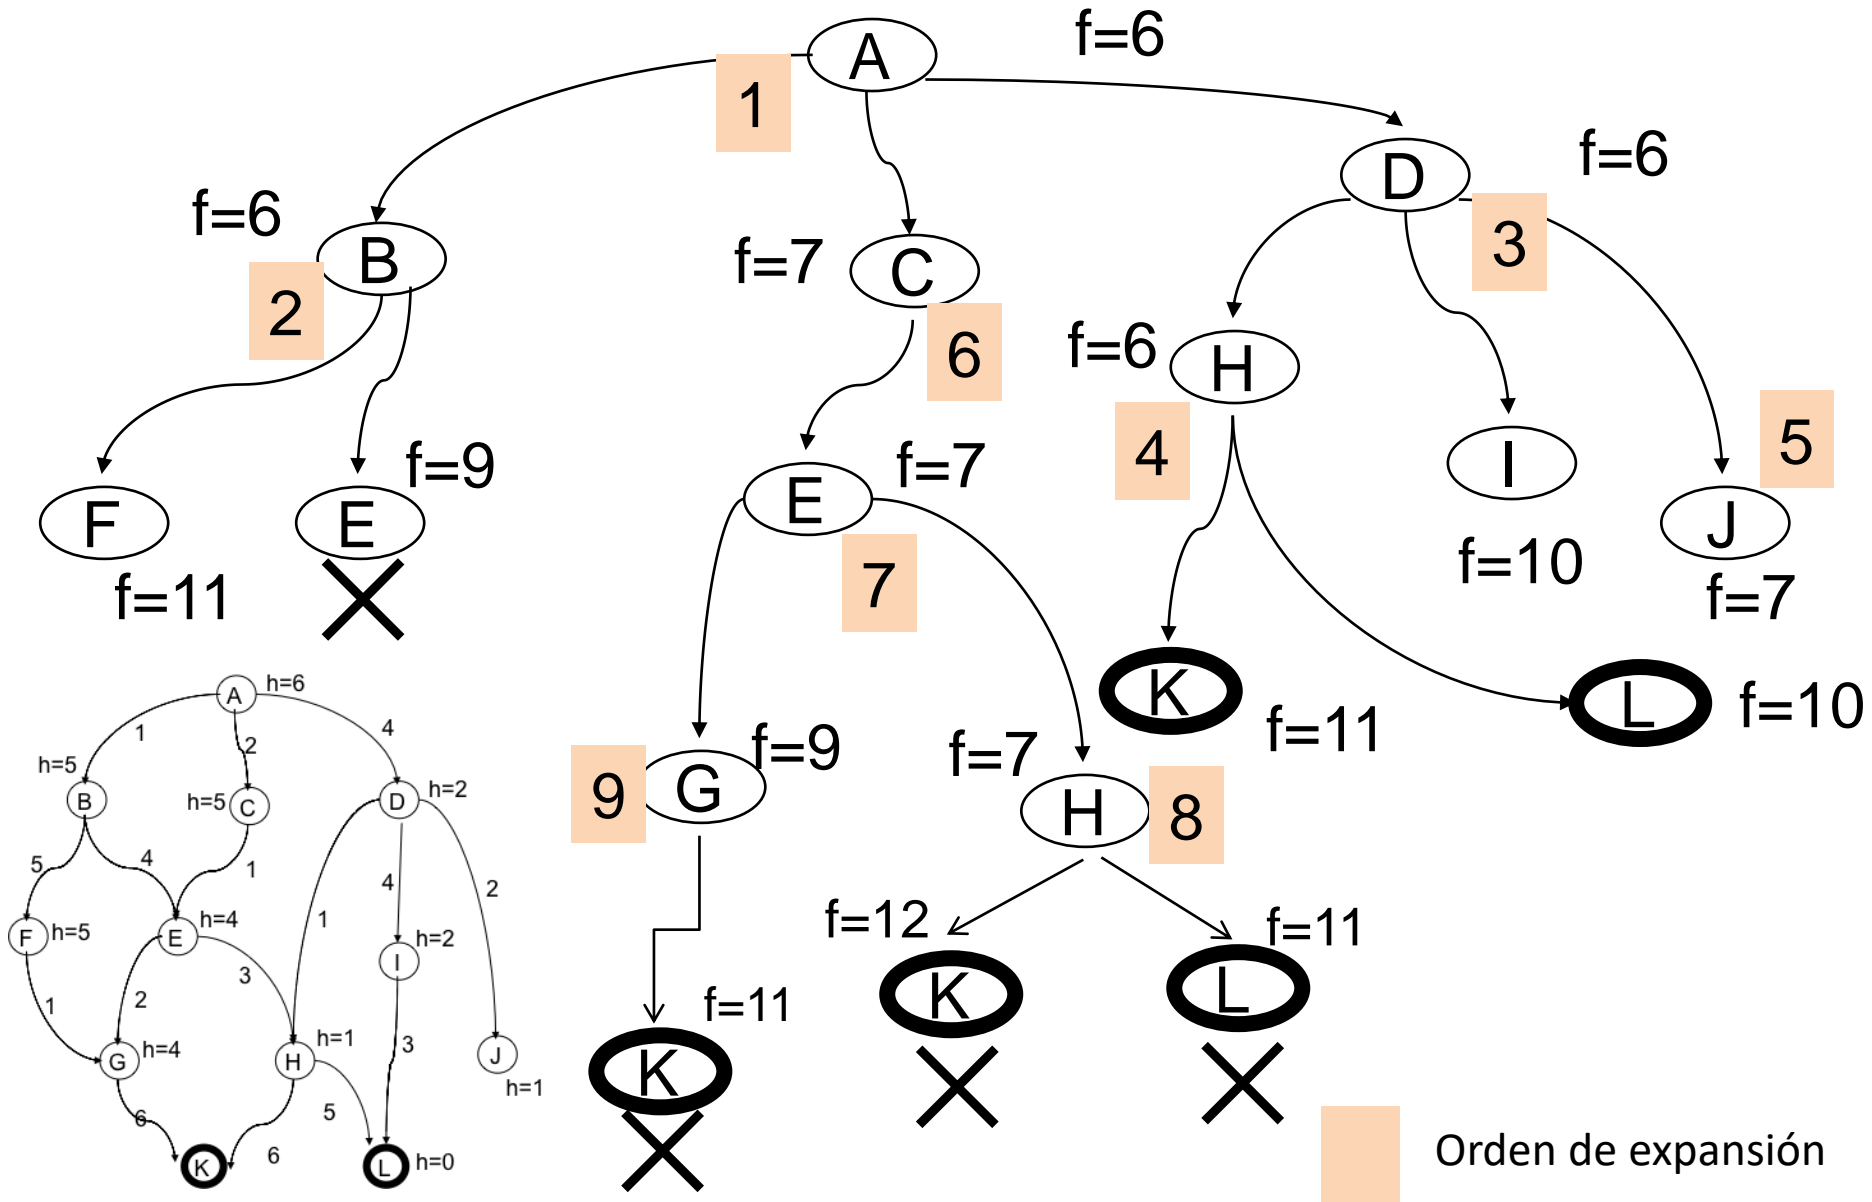 A
f=6
1
D
f=6
3
f=6
B
2
f=7
C
6
f=6
H
4
I
f=10
5
J
f=7
F
f=11
E
f=9
E
f=7
7
K
f=11
L
f=10
9
G
f=9
f=7
H
8
f=12
K
f=11
L
f=11
K
A
h=6
1
2
4
h=5
B
h=5
C
D
h=2
5
4
1
1
4
2
F
h=5
E
h=4
I
h=2
1
2
3
3
G
h=4
H
h=1
J
h=1
6
6
5
K
L
h=0
Orden de expansión